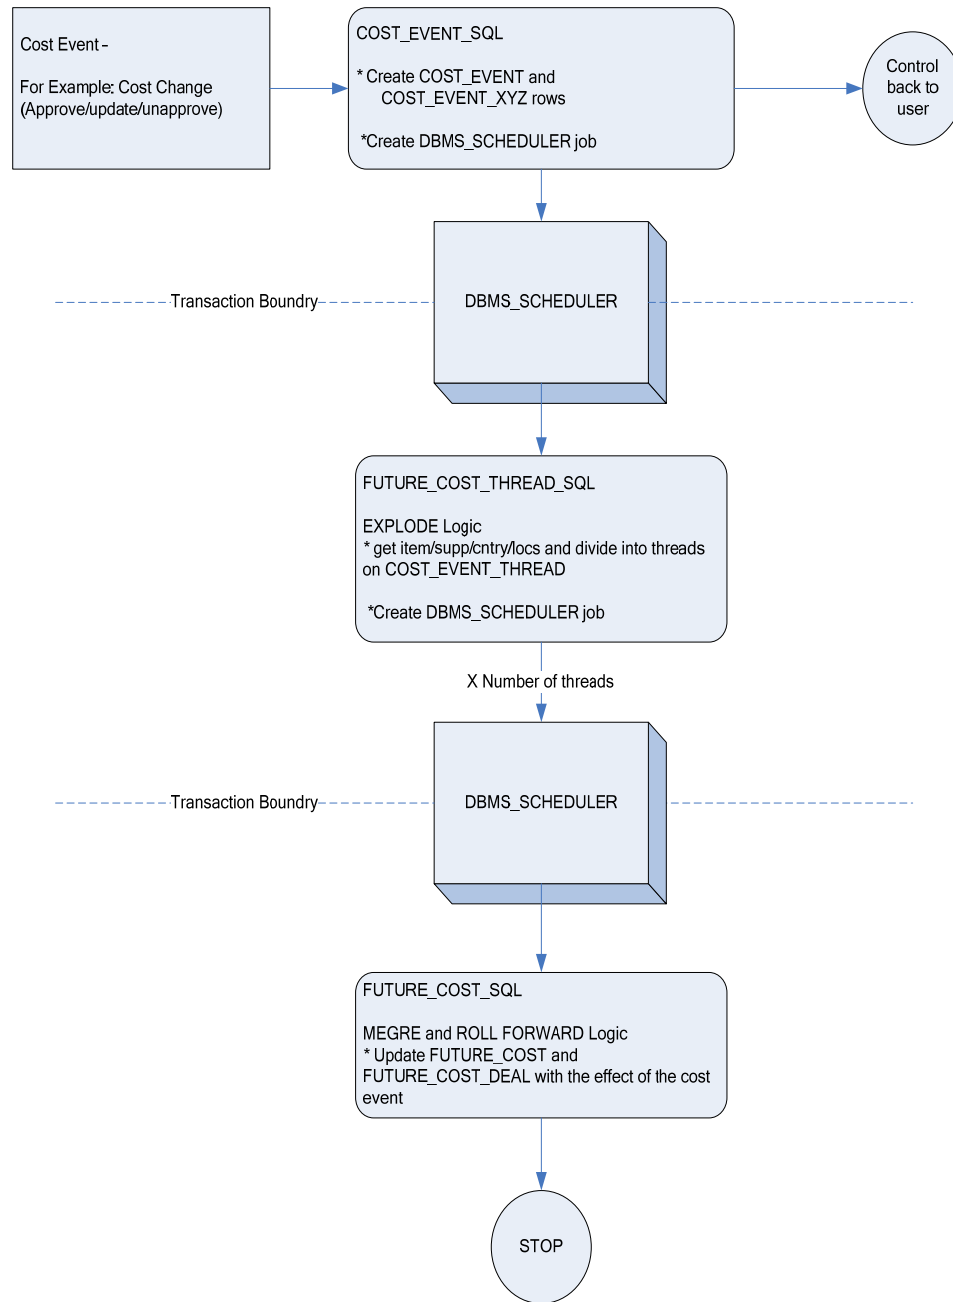 Cost Event –
For Example: Cost Change
(Approve/update/unapprove)
COST_EVENT_SQL
* Create COST_EVENT and
COST_EVENT_XYZ rows
*Create DBMS_SCHEDULER job
Control
back to
user
Transaction Boundry
DBMS_SCHEDULER
FUTURE_COST_THREAD_SQL
EXPLODE Logic
* get item/supp/cntry/locs and divide into threads
on COST_EVENT_THREAD
*Create DBMS_SCHEDULER job
X Number of threads
Transaction Boundry
DBMS_SCHEDULER
FUTURE_COST_SQL
MEGRE and ROLL FORWARD Logic
* Update FUTURE_COST and
FUTURE_COST_DEAL with the effect of the cost
event
STOP